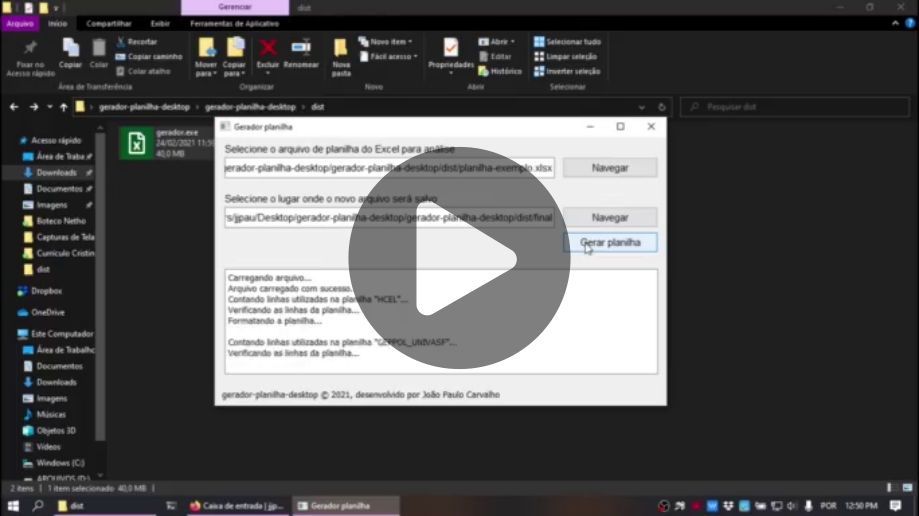 Gerenciar
dist
Arquivo
Início
Compartilhar
Exibir
Ferramentas de Aplicativo
Fixar no Acesso rápido
Copiar
Colar
Recortar
Copiar caminho
Colar atalho
Área de Transferência
Mover para
Copiar para
Excluir
Renomear
Organizar
Nova pasta
Novo item
Fácil acesso
Novo
Propriedades
Abrir
Editar
Histórico
Abrir
Selecionar tudo
Limpar seleção
Inverter seleção
Selecionar
gerador-planilha-desktop > gerador-planilha-desktop > dist
Pesquisar dist
Acesso rápido
Área de Traba
Downloads
Documentos
Imagens
Boteco Netho
Capturas de Tela
Currículo Cristin
dist
Dropbox
OneDrive
Este Computador
Área de Trabalho
Documentos
Downloads
Imagens
Músicas
Objetos 3D
Vídeos
Windows (C:)
ARQUIVOS (D:)
gerador.exe
24/02/2021 11:5
40,0 MB
Gerador planilha
Selecione o arquivo de planilha do Excel para análise
erador-planilha-desktop/gerador-planilha-desktop/dist/planilha-exemplo.xlsx
Navegar
Selecione o lugar onde o novo arquivo será salvo
s/jjpau/Desktop/gerador-planilha-desktop/gerador-planilha-desktop/dist/final
Navegar
Gerar planilha
Carregando arquivo...
Arquivo carregado com sucesso...
Contando linhas utilizadas na planilha "HCEL"...
Verificando as linhas da planilha...
Formatando a planilha...
Contando linhas utilizadas na planilha "GEPPOL_UNIVASF"...
Verificando as linhas da planilha...
gerador-planilha-desktop © 2021, desenvolvido por João Paulo Carvalho
2 itens
1 item selecionado 40,0 MB
dist
Caixa de entrada | jjp...
Gerador planilha
POR
12:50 PM